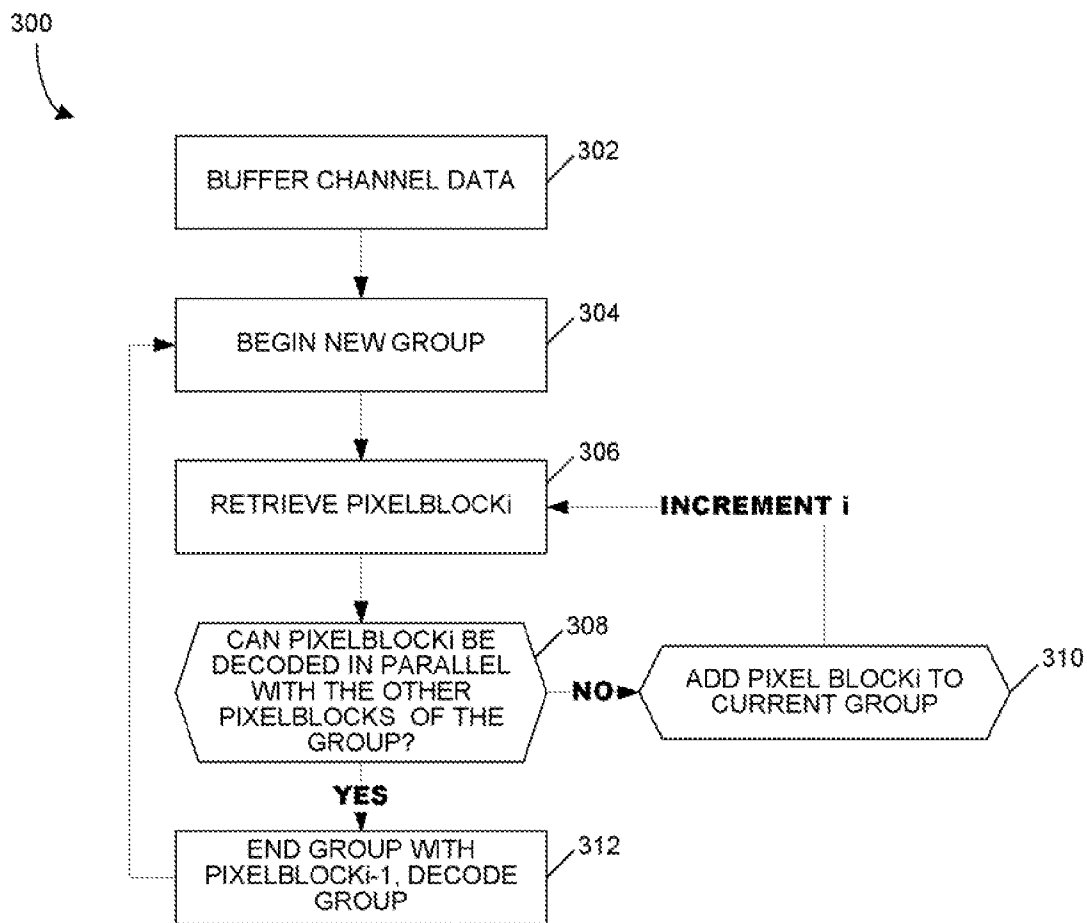 300
302
BUFFER CHANNEL DATA
304
BEGIN NEW GROUP
306
RETRIEVE PIXELBLOCKi
INCREMENT i
CAN PIXELBLOCKi BE
DECODED IN PARALLEL
WITH THE OTHER
PIXELBLOCKS OF THE
GROUP?
308
NO
ADD PIXEL BLOCKi TO
CURRENT GROUP
310
YES
END GROUP WITH
PIXELBLOCKi-1, DECODE
GROUP
312